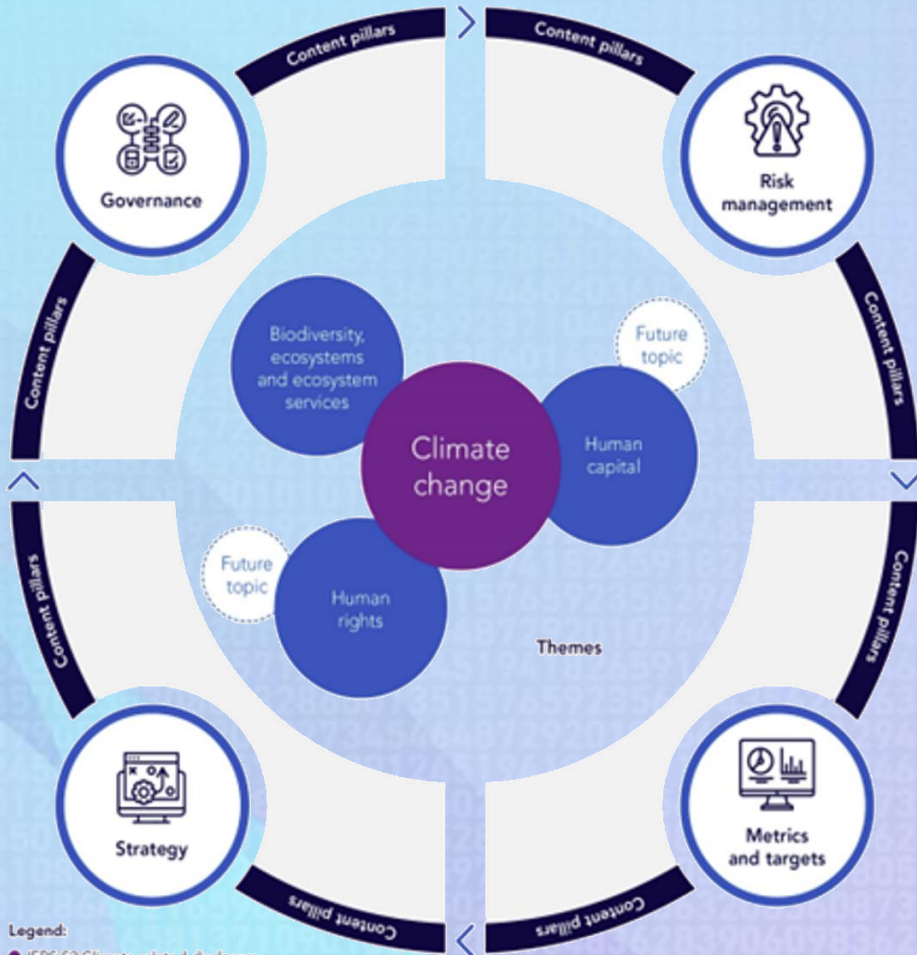 Content pillars
Content pillars
Governance
Risk
management
Content pillars
Content pillars
Biodiversity,
ecosystems
and ecosystem
services
Future
topic
Climate
change
Human
capital
Future
topic
Human
rights
Content pillars
Content pillars
Themes
Strategy
Metrics
and targets
Content pillars
Content pillars
Legend: